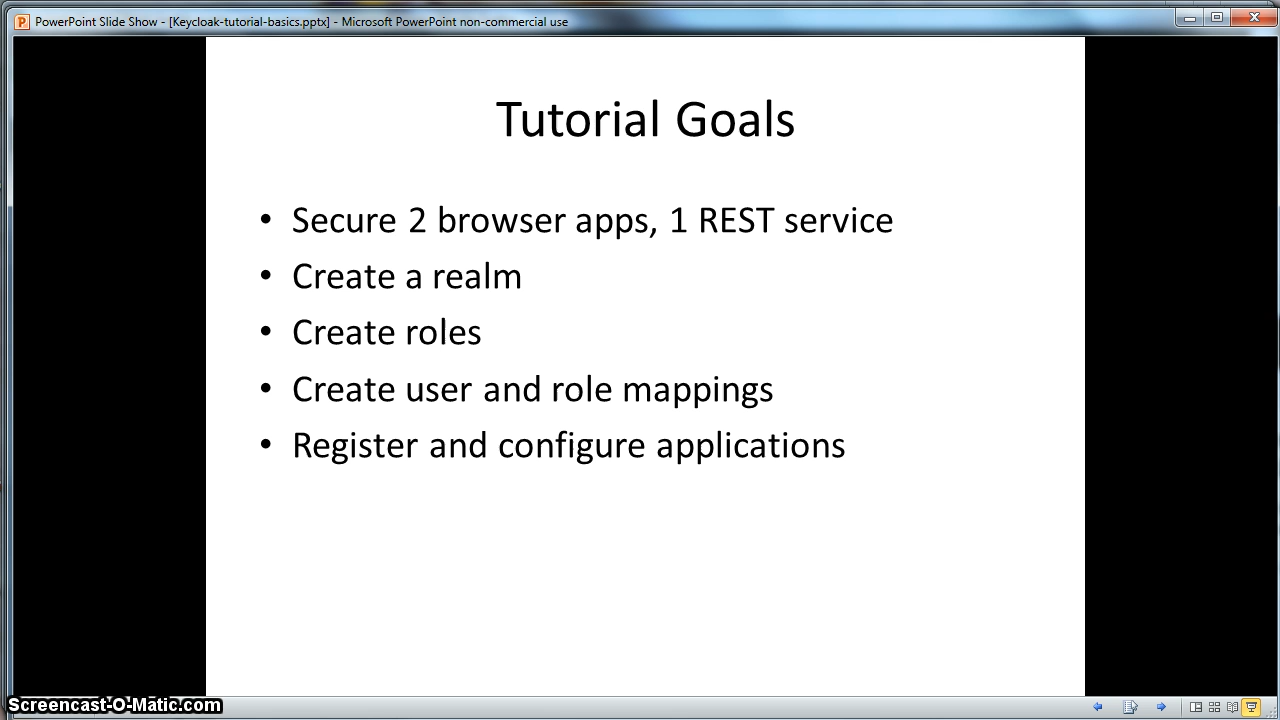 PowerPoint Slide Show - [Keycloak-tutorial-basics.pptx] - Microsoft PowerPoint non-commercial use
Tutorial Goals
• Secure 2 browser apps, 1 REST service
• Create a realm
• Create roles
• Create user and role mappings
• Register and configure applications
Screencast-O-Matic.com